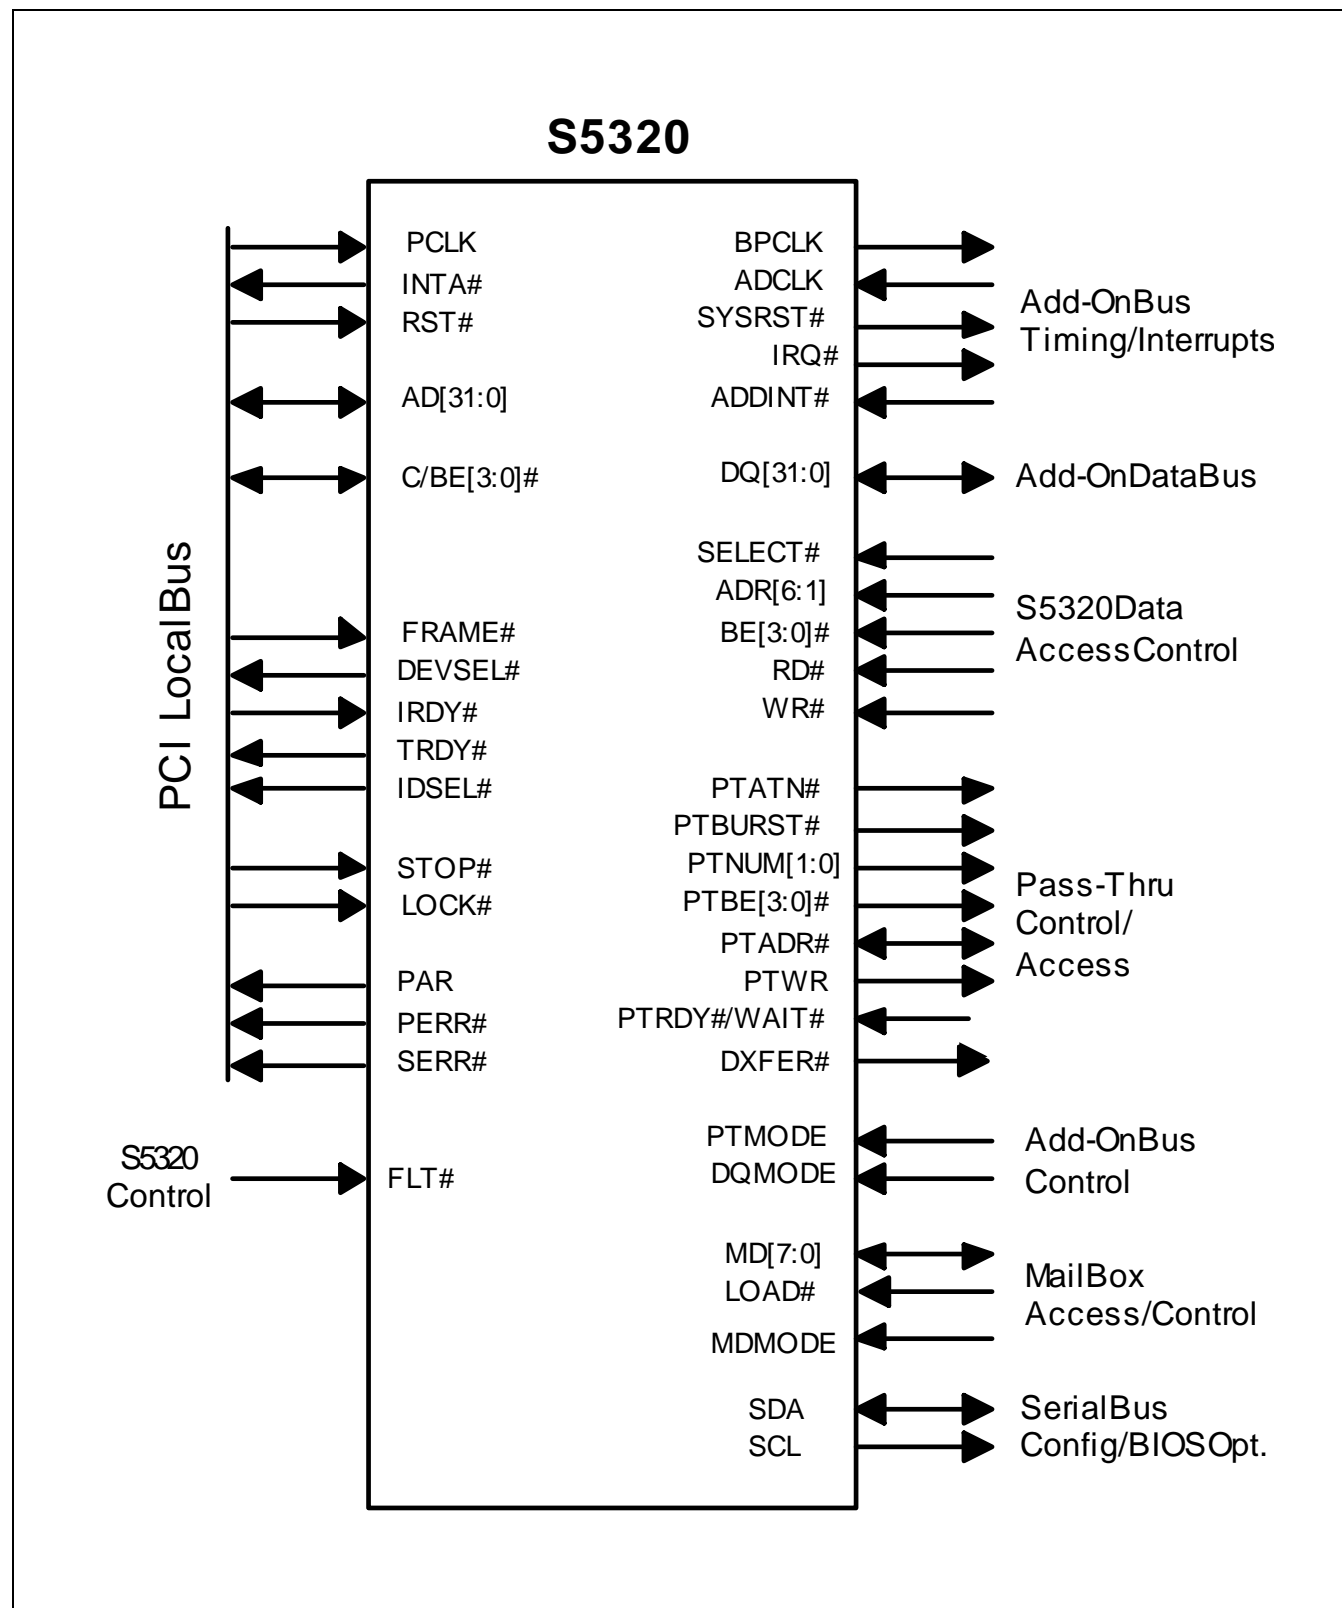 S5320
PCLK
INTA#
RST#
AD[31:0]
C/BE[3:0]#
FRAME#
DEVSEL#
IRDY#
TRDY#
IDSEL#
STOP#
LOCK#
PAR
PERR#
SERR#
FLT#
PCI LocalBus
S5320
Control
BPCLK
ADCLK
SYSRST#
IRQ#
ADDINT#
DQ[31:0]
SELECT#
ADR[6:1]
BE[3:0]#
RD#
WR#
PTATN#
PTBURST#
PTNUM[1:0]
PTBE[3:0]#
PTADR#
PTWR
PTRDY#/WAIT#
DXFER#
PTMODE
DQMODE
MD[7:0]
LOAD#
MDMODE
SDA
SCL
Add-OnBus
Timing/Interrupts
Add-OnDataBus
S5320Data
AccessControl
Pass-Thru
Control/
Access
Add-OnBus
Control
MailBox
Access/Control
SerialBus
Config/BIOSOpt.